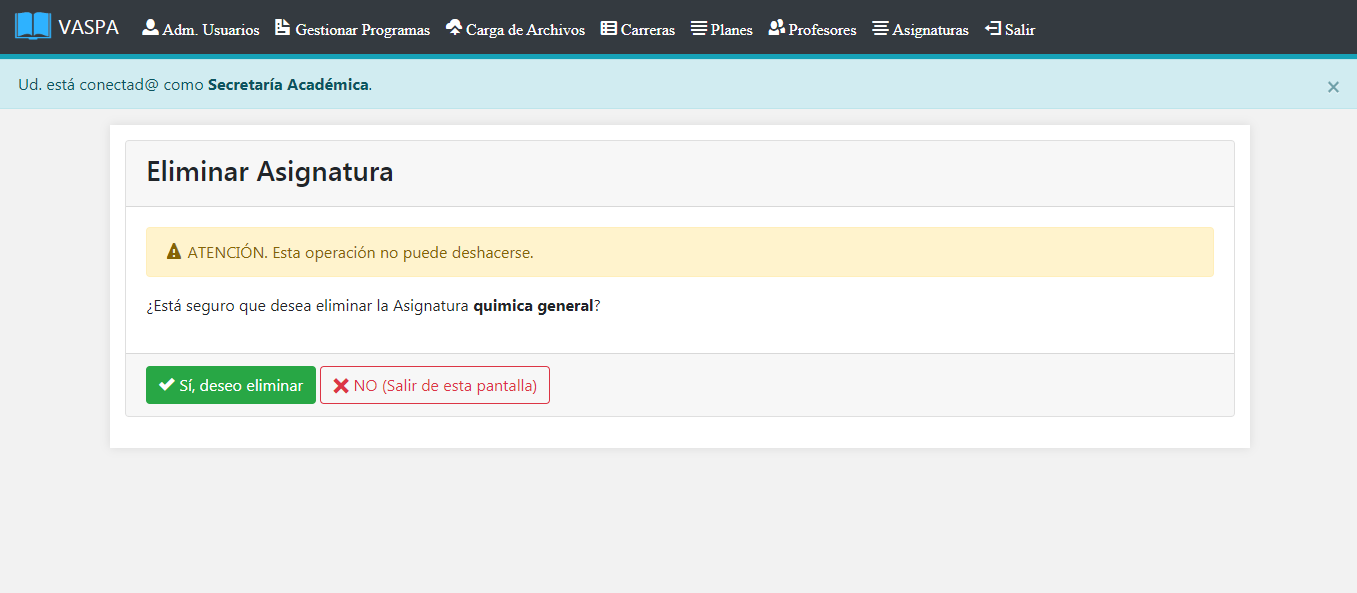 VASPA Adm. Usuarios Gestionar Programas Carga de Archivos Carreras Planes Profesores Asignaturas Salir
Ud. está conectad@ como Secretaría Académica. ×
Eliminar Asignatura
ATENCIÓN. Esta operación no puede deshacerse.
¿Está seguro que desea eliminar la Asignatura quimica general?
Sí, deseo eliminar NO (Salir de esta pantalla)